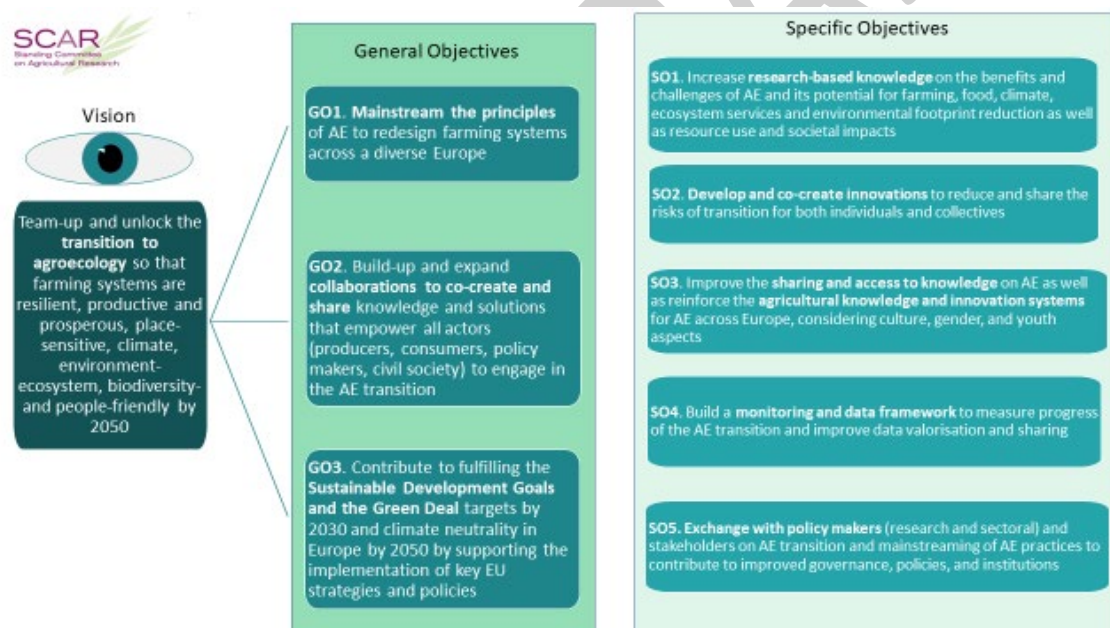 SCAR
Standing Committee
on Agricultural Research
Vision
Team-up and unlock the
transition to
agroecology so that
farming systems are
resilient, productive and
prosperous, place-
sensitive, climate,
environment-
ecosystem, biodiversity-
and people-friendly by
2050
General Objectives
GO1. Mainstream the principles
of AE to redesign farming systems
across a diverse Europe
GO2. Build-up and expand
collaborations to co-create and
share knowledge and solutions
that empower all actors
(producers, consumers, policy
makers, civil society) to engage in
the AE transition
GO3. Contribute to fulfilling the
Sustainable Development Goals
and the Green Deal targets by
2030 and climate neutrality in
Europe by 2050 by supporting the
implementation of key EU
strategies and policies
Specific Objectives
SO1. Increase research-based knowledge on the benefits and
challenges of AE and its potential for farming, food, climate,
ecosystem services and environmental footprint reduction as well
as resource use and societal impacts
SO2. Develop and co-create innovations to reduce and share the
risks of transition for both individuals and collectives
SO3. Improve the sharing and access to knowledge on AE as well
as reinforce the agricultural knowledge and innovation systems
for AE across Europe, considering culture, gender, and youth
aspects
SO4. Build a monitoring and data framework to measure progress
of the AE transition and improve data valorisation and sharing
SO5. Exchange with policy makers (research and sectoral) and
stakeholders on AE transition and mainstreaming of AE practices to
contribute to improved governance, policies, and institutions